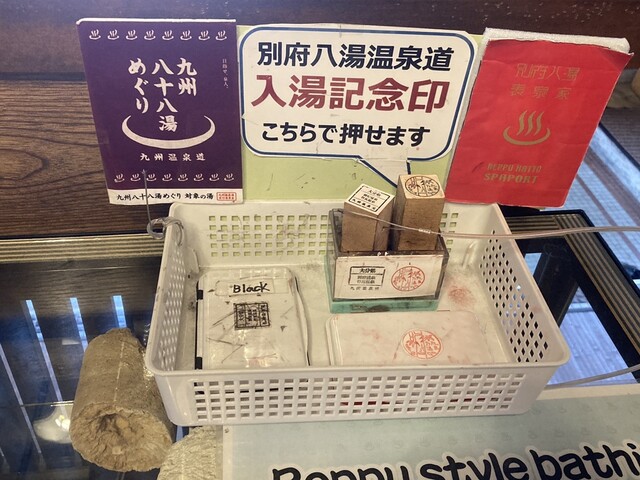 九州
八十八湯
めぐり
九州温泉道
九州八十八湯めぐり 対象の湯
別府八湯温泉道
入湯記念印
こちらで押せます
別府八湯
BEPPU HATTO
SPAPORT
Black
Beppu style bathi